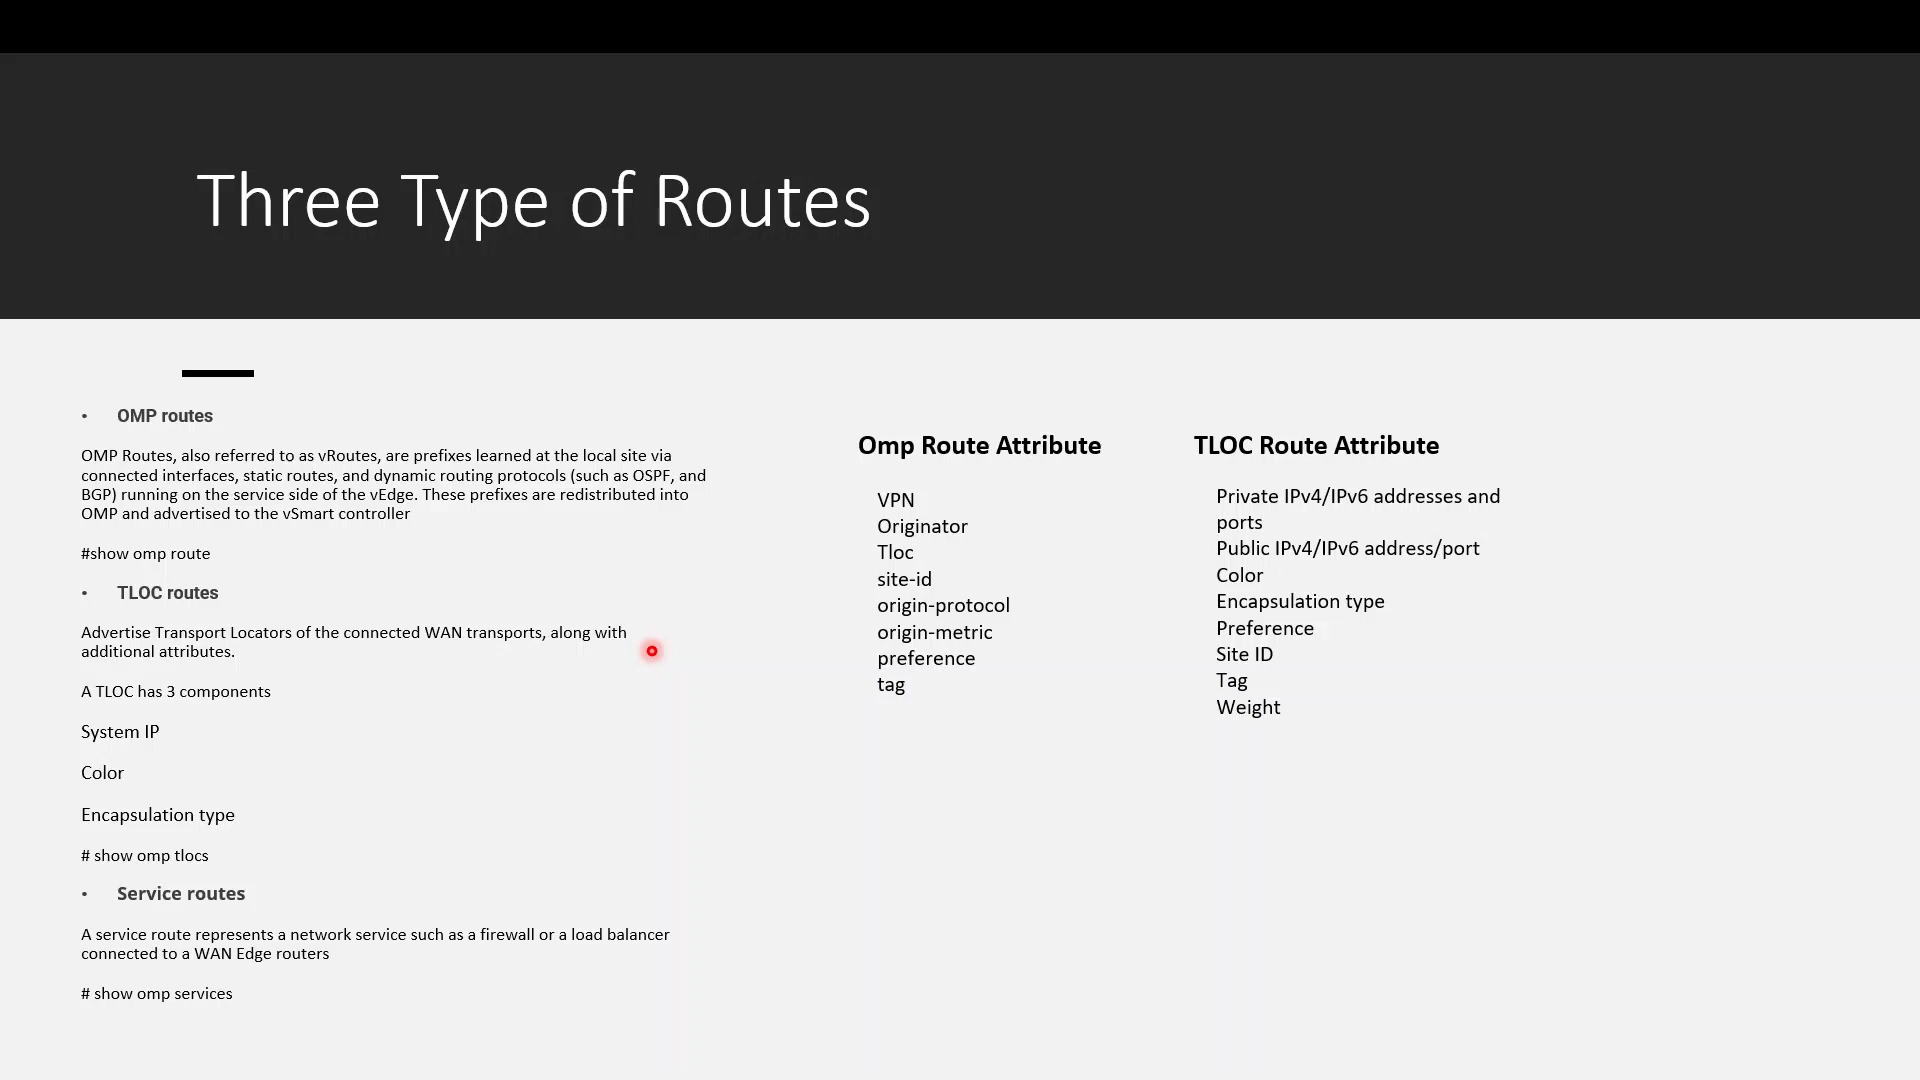 Three Type of Routes
• OMP routes
OMP Routes, also referred to as vRoutes, are prefixes learned at the local site via
connected interfaces, static routes, and dynamic routing protocols (such as OSPF, and
BGP) running on the service side of the vEdge. These prefixes are redistributed into
OMP and advertised to the vSmart controller
#show omp route
• TLOC routes
Advertise Transport Locators of the connected WAN transports, along with
additional attributes.
A TLOC has 3 components
System IP
Color
Encapsulation type
# show omp tlocs
• Service routes
A service route represents a network service such as a firewall or a load balancer
connected to a WAN Edge routers
# show omp services
Omp Route Attribute
VPN
Originator
Tloc
site-id
origin-protocol
origin-metric
preference
tag
TLOC Route Attribute
Private IPv4/IPv6 addresses and
ports
Public IPv4/IPv6 address/port
Color
Encapsulation type
Preference
Site ID
Tag
Weight